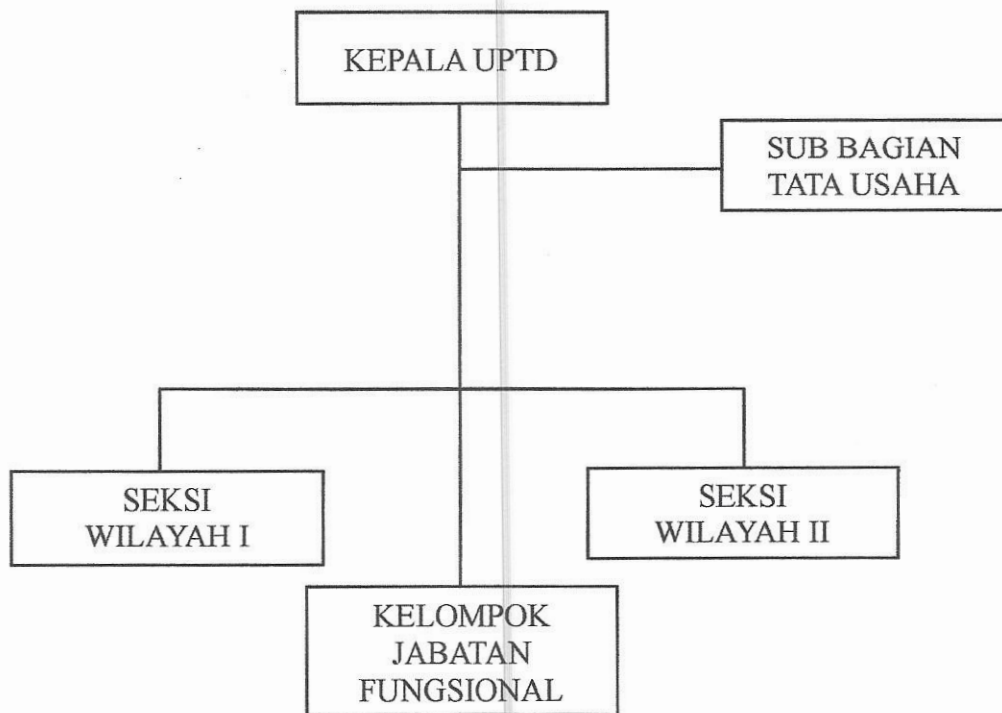 KEPALA UPTD
SUB BAGIAN
TATA USAHA
SEKSI
WILAYAH I
SEKSI
WILAYAH II
KELOMPOK
JABATAN
FUNGSIONAL